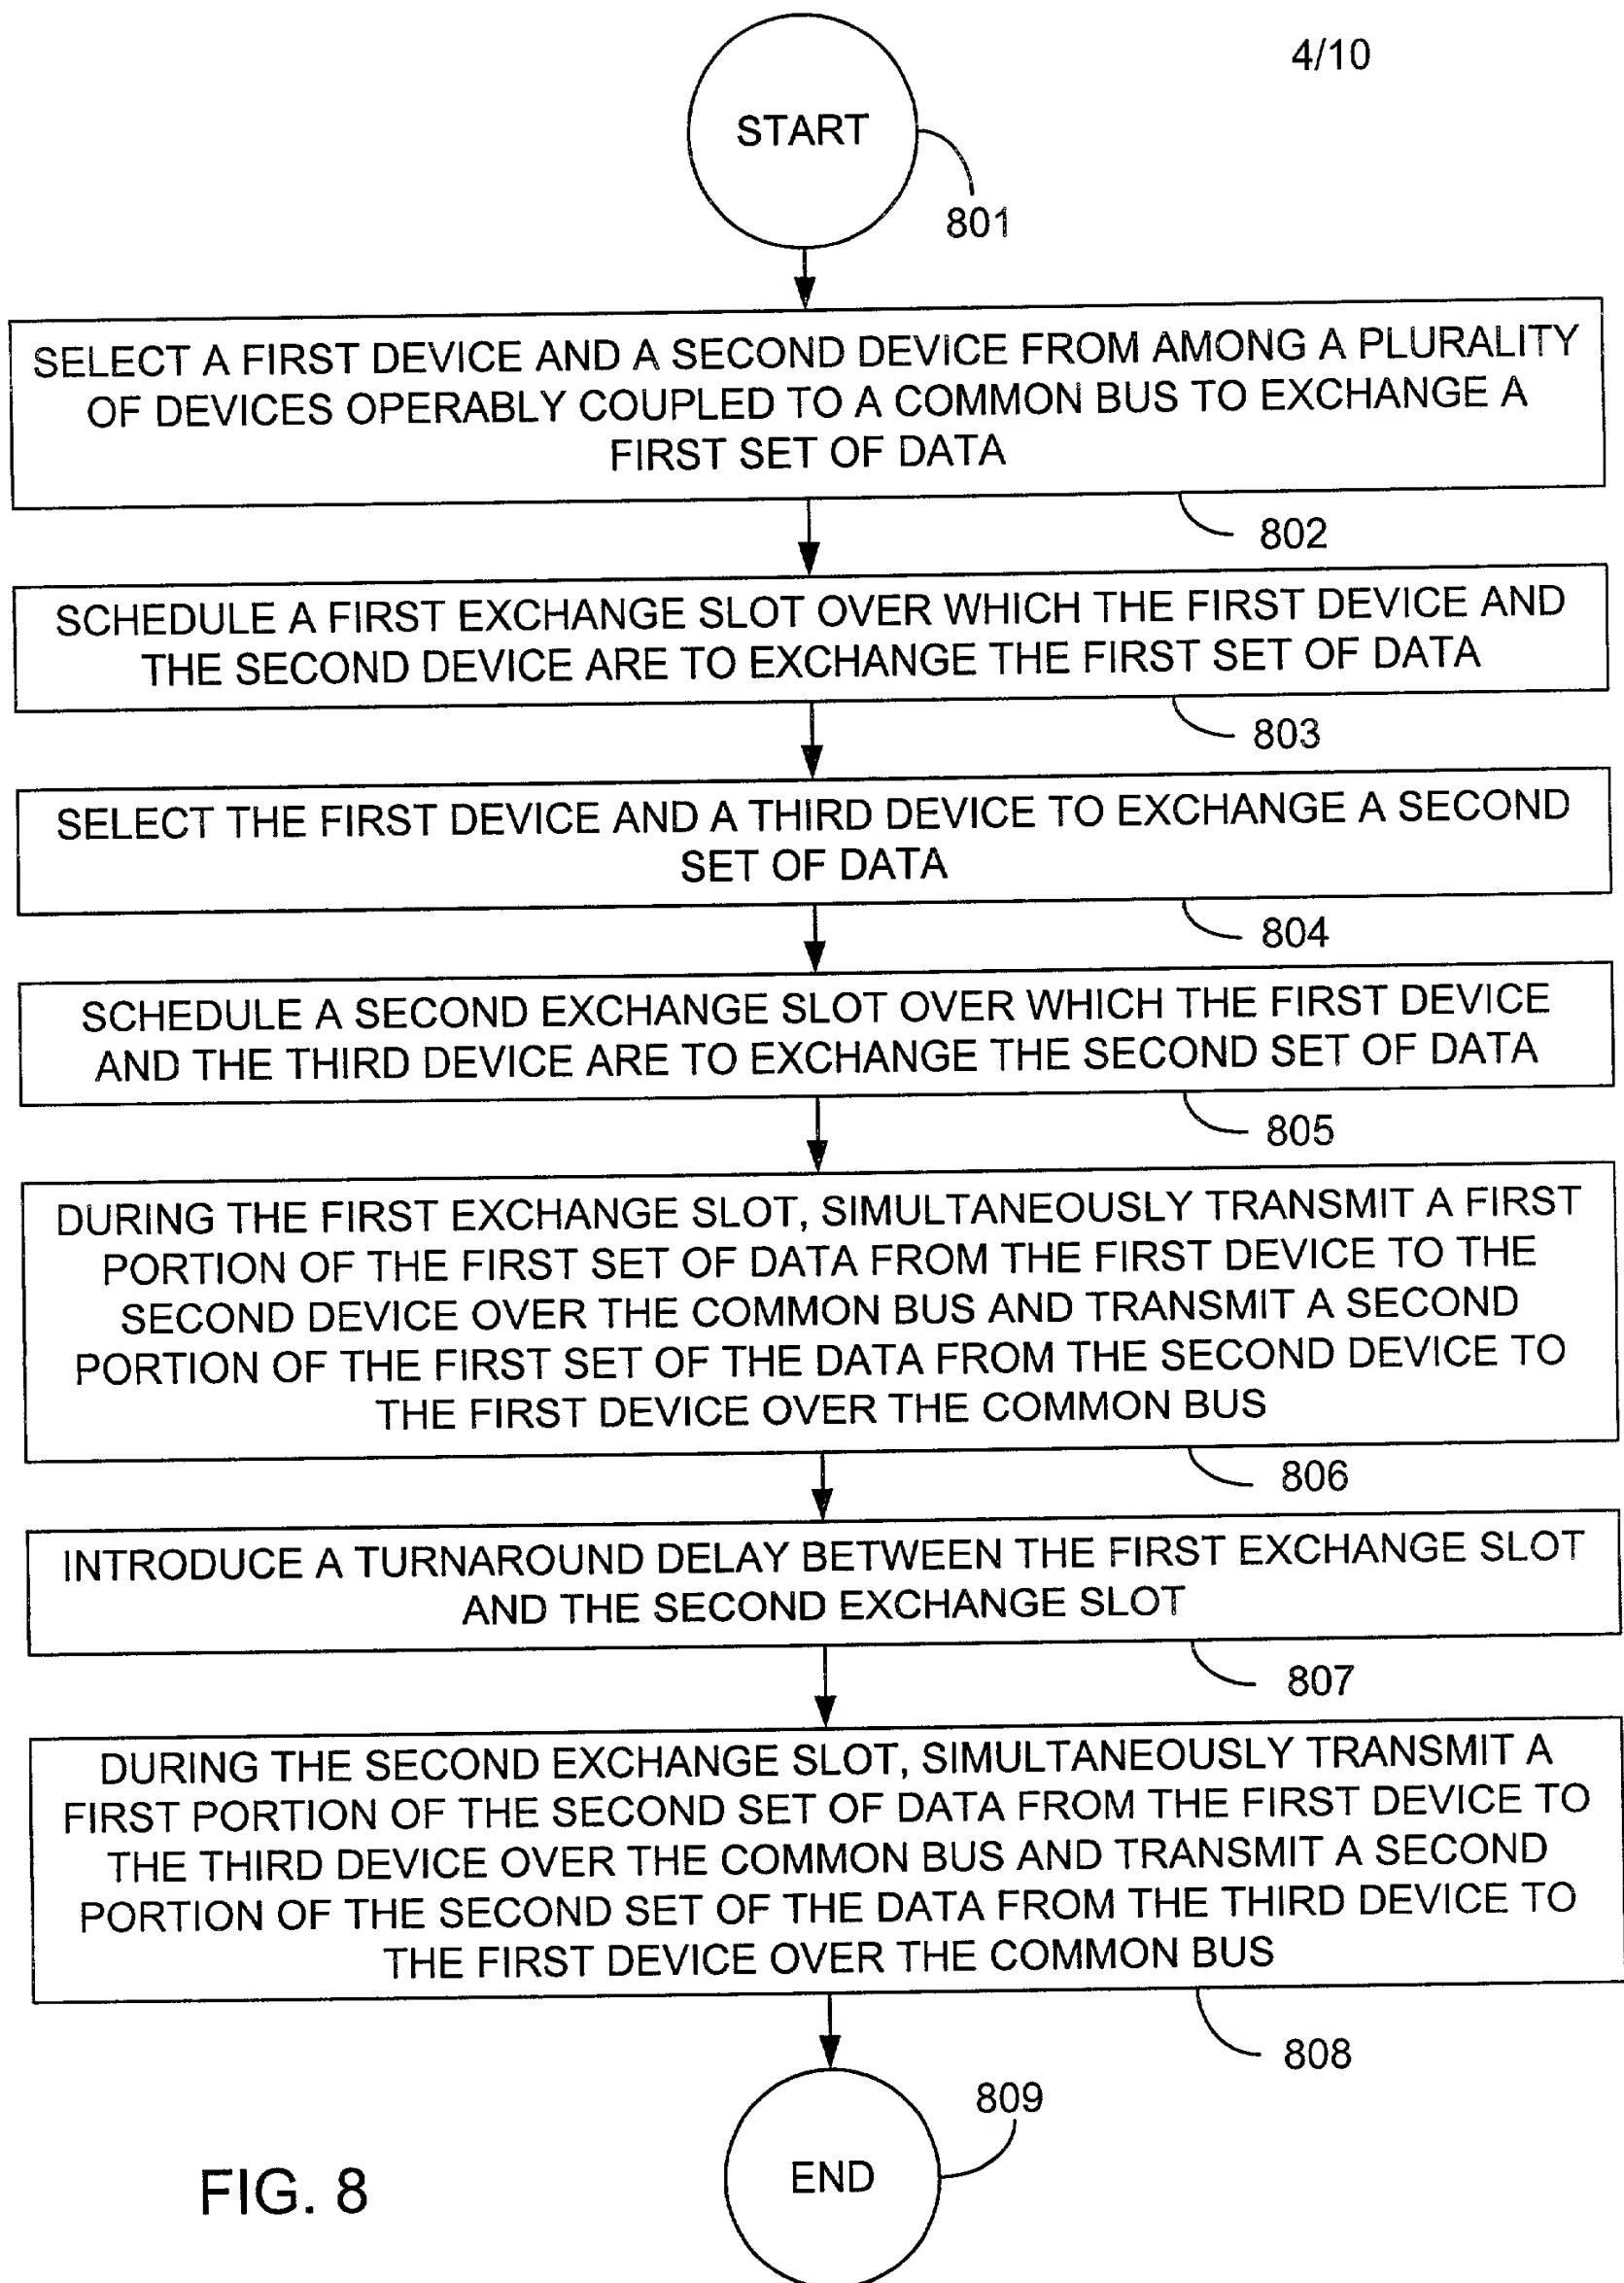 4/10
START
801
SELECT A FIRST DEVICE AND A SECOND DEVICE FROM AMONG A PLURALITY
OF DEVICES OPERABLY COUPLED TO A COMMON BUS TO EXCHANGE A
FIRST SET OF DATA
802
SCHEDULE A FIRST EXCHANGE SLOT OVER WHICH THE FIRST DEVICE AND
THE SECOND DEVICE ARE TO EXCHANGE THE FIRST SET OF DATA
803
SELECT THE FIRST DEVICE AND A THIRD DEVICE TO EXCHANGE A SECOND
SET OF DATA
804
SCHEDULE A SECOND EXCHANGE SLOT OVER WHICH THE FIRST DEVICE
AND THE THIRD DEVICE ARE TO EXCHANGE THE SECOND SET OF DATA
805
DURING THE FIRST EXCHANGE SLOT, SIMULTANEOUSLY TRANSMIT A FIRST
PORTION OF THE FIRST SET OF DATA FROM THE FIRST DEVICE TO THE
SECOND DEVICE OVER THE COMMON BUS AND TRANSMIT A SECOND
PORTION OF THE FIRST SET OF THE DATA FROM THE SECOND DEVICE TO
THE FIRST DEVICE OVER THE COMMON BUS
806
INTRODUCE A TURNAROUND DELAY BETWEEN THE FIRST EXCHANGE SLOT
AND THE SECOND EXCHANGE SLOT
807
DURING THE SECOND EXCHANGE SLOT, SIMULTANEOUSLY TRANSMIT A
FIRST PORTION OF THE SECOND SET OF DATA FROM THE FIRST DEVICE TO
THE THIRD DEVICE OVER THE COMMON BUS AND TRANSMIT A SECOND
PORTION OF THE SECOND SET OF THE DATA FROM THE THIRD DEVICE TO
THE FIRST DEVICE OVER THE COMMON BUS
808
809
END
FIG. 8